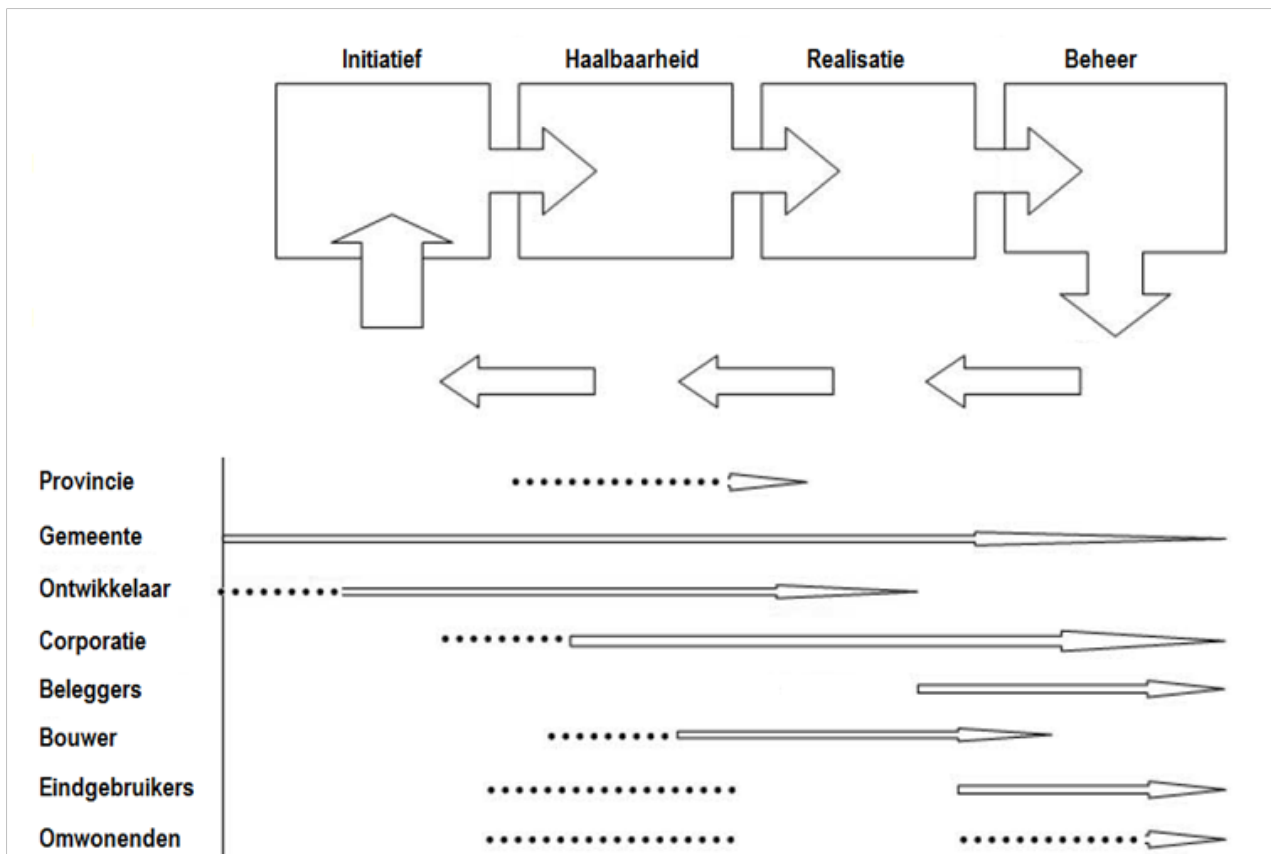 Initiatief Haalbaarheid Realisatie Beheer
Provincie
Gemeente
Ontwikkelaar
Corporatie
Beleggers
Bouwer
Eindgebruikers
Omwonenden